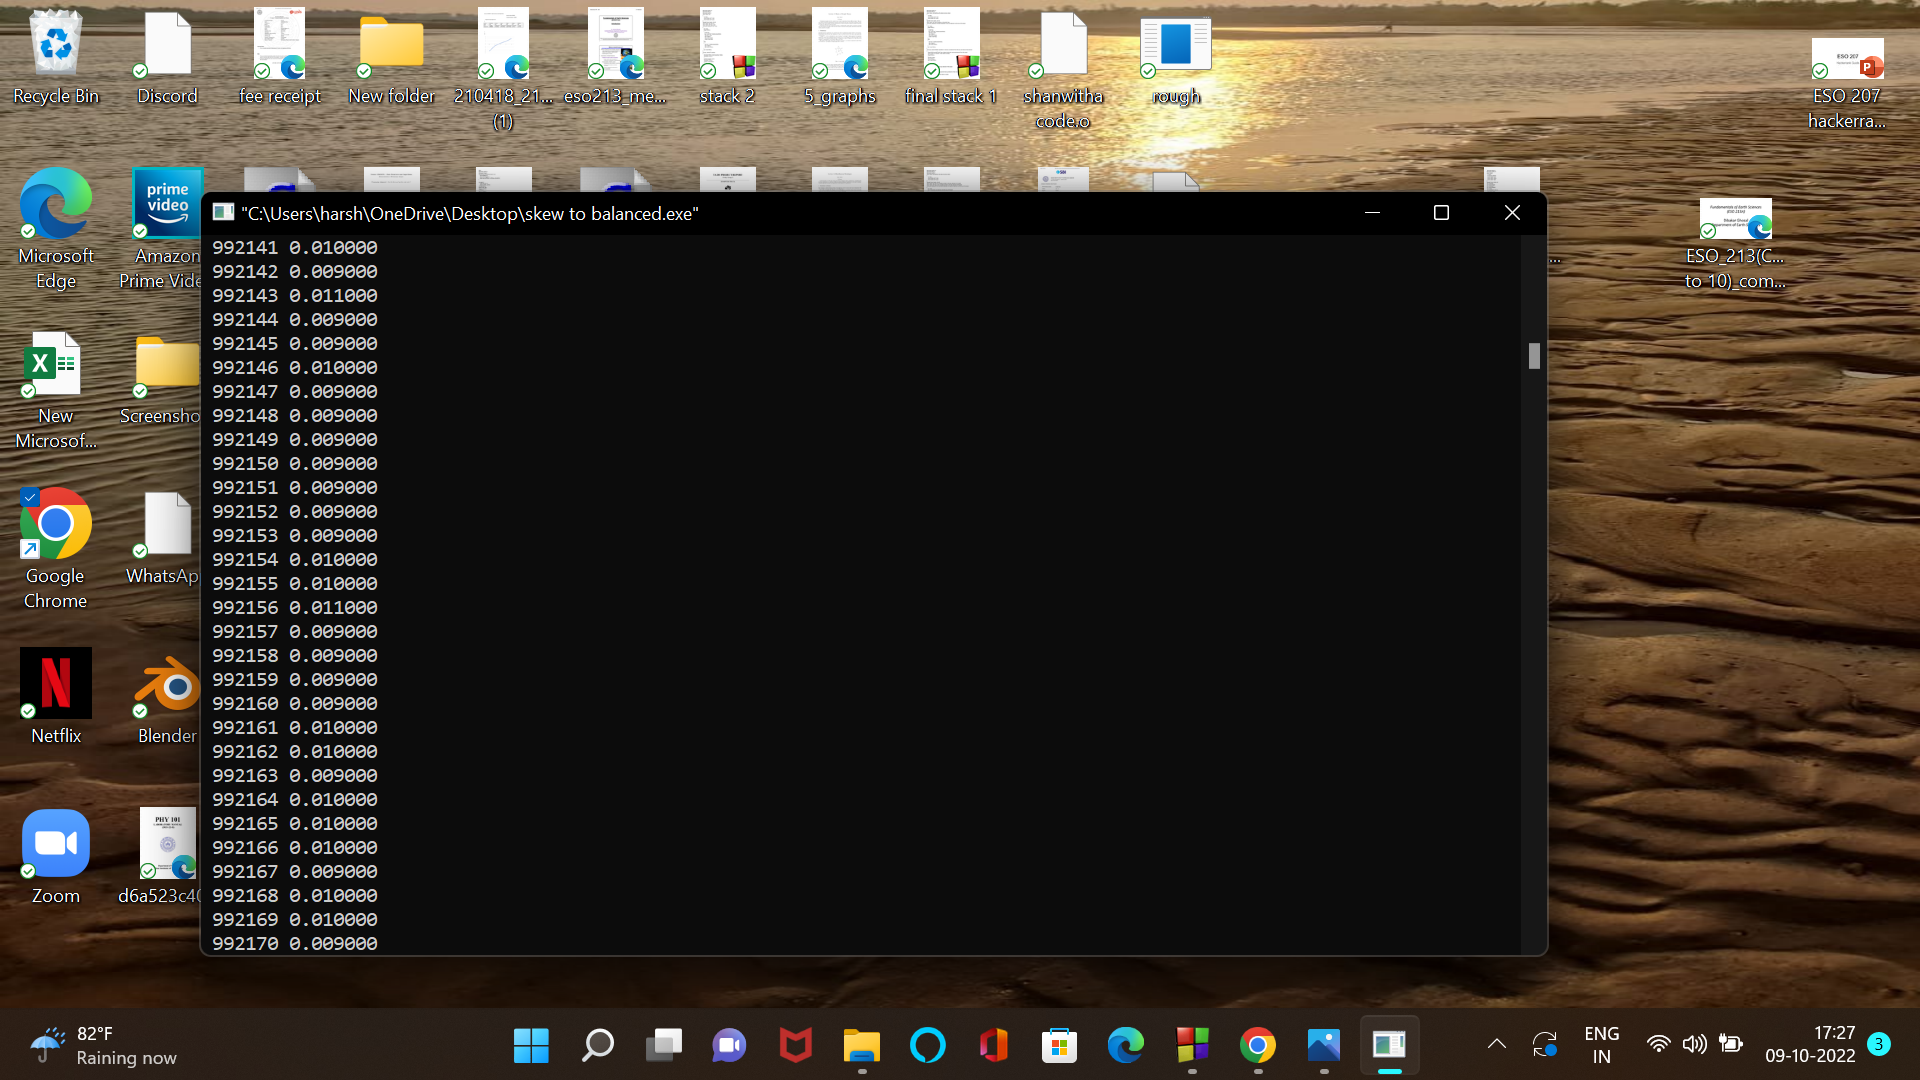 Recycle Bin
Discord
fee receipt
New folder
210418_21...
(1)
eso213_me...
stack 2
5_graphs
final stack 1
shanwitha
code.o
rough
ESO 207
ESO 207
hackerra...
Microsoft
Edge
prime
video
Amazon
Prime Vide
ESO_213(C...
to 10)_com...
New
Microsof...
Screensho
Google
Chrome
WhatsAp
Netflix
Blender
Zoom
PHY 101
d6a523c40
"C:\Users\harsh\OneDrive\Desktop\skew to balanced.exe"
992141 0.010000
992142 0.009000
992143 0.011000
992144 0.009000
992145 0.009000
992146 0.010000
992147 0.009000
992148 0.009000
992149 0.009000
992150 0.009000
992151 0.009000
992152 0.009000
992153 0.009000
992154 0.010000
992155 0.010000
992156 0.011000
992157 0.009000
992158 0.009000
992159 0.009000
992160 0.009000
992161 0.010000
992162 0.010000
992163 0.009000
992164 0.010000
992165 0.010000
992166 0.010000
992167 0.009000
992168 0.010000
992169 0.010000
992170 0.009000
82°F
Raining now
ENG
IN
17:27
09-10-2022
3